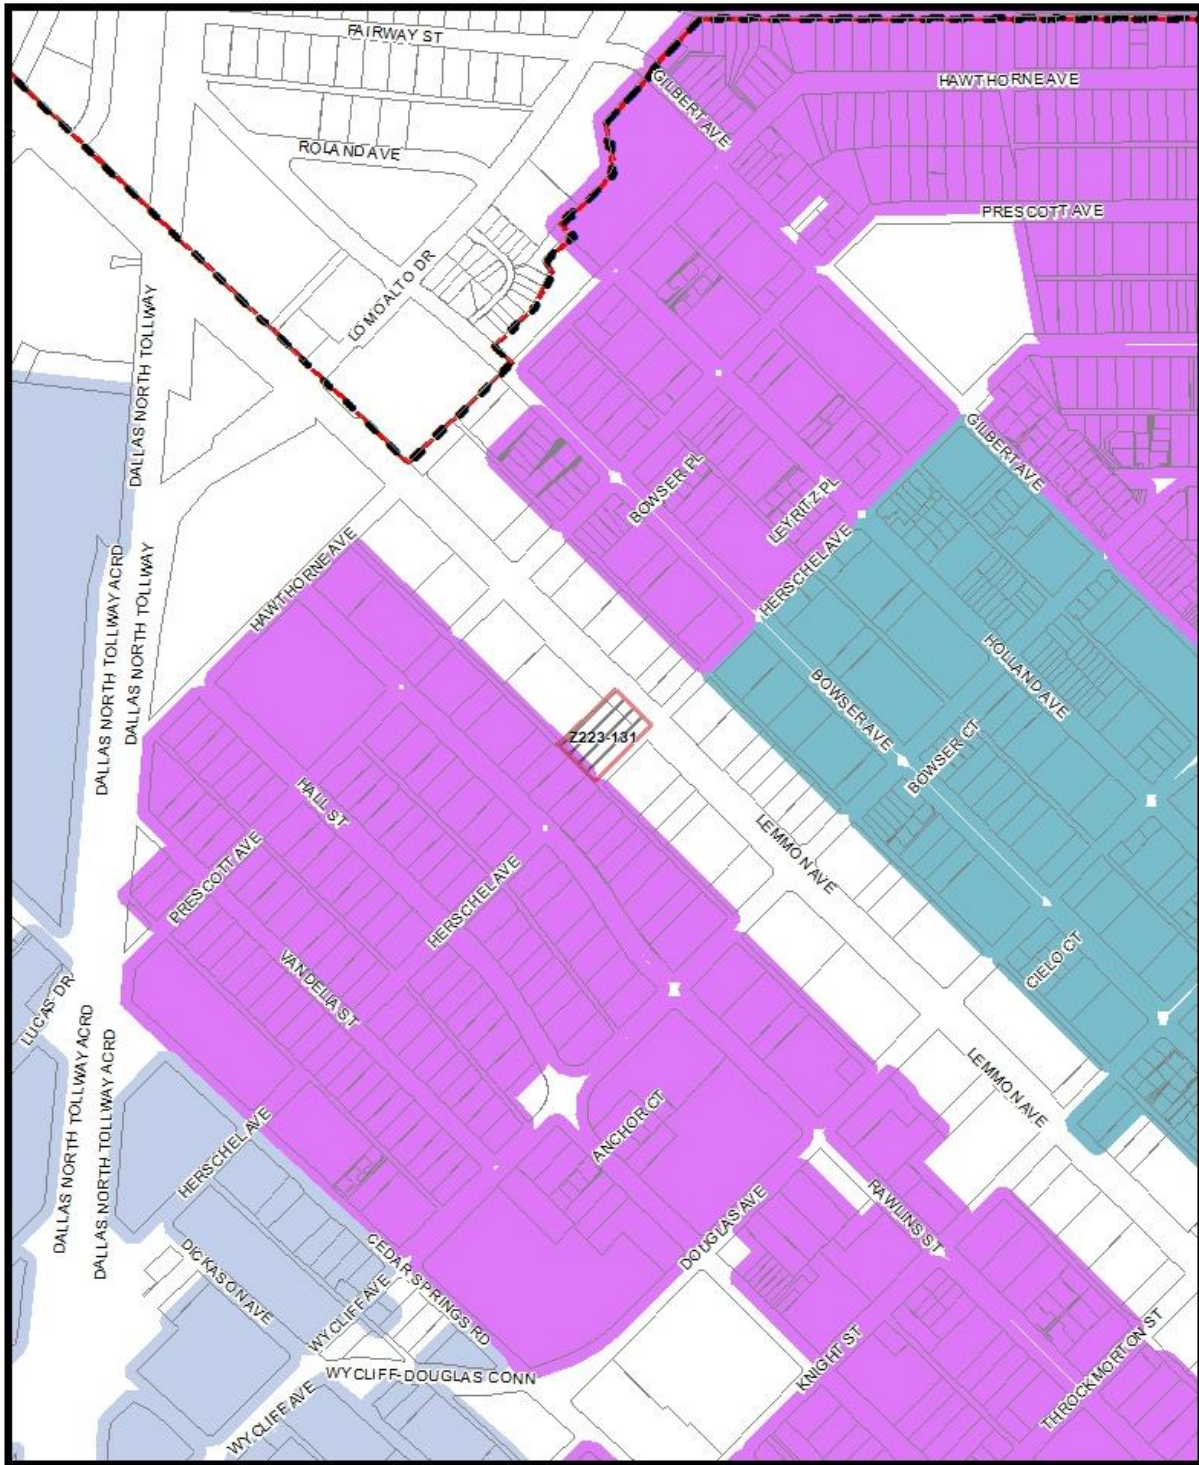 FAIRWAY ST
GILBERT AVE
HAWTHORNE AVE
ROLAND AVE
PRESCOTT AVE
LOMO ALTO DR
DALLAS NORTH TOLLWAY
GILBERT AVE
BOWSER PL
LEYRITZ PL
HERSCHEL AVE
HAWTHORNE AVE
DALLAS NORTH TOLLWAY ACRD
DALLAS NORTH TOLLWAY
HOLLAND AVE
BOWSER AVE
BOWSER CT
Z223-131
HALL ST
LEMMON AVE
PRESCOTT AVE
HERSCHEL AVE
CIELO CT
VANDELIA ST
LUCAS DR
DALLAS NORTH TOLLWAY ACRD
DALLAS NORTH TOLLWAY ACRD
LEMMON AVE
ANCHOR CT
HERSCHEL AVE
RAWLINS ST
DOUGLAS AVE
CEDAR SPRINGS RD
DICKASON AVE
WYCLIFF AVE
KNIGHT ST
THROCKMORTON ST
WYCLIFF-DOUGLAS CONN
WYCLIFF AVE